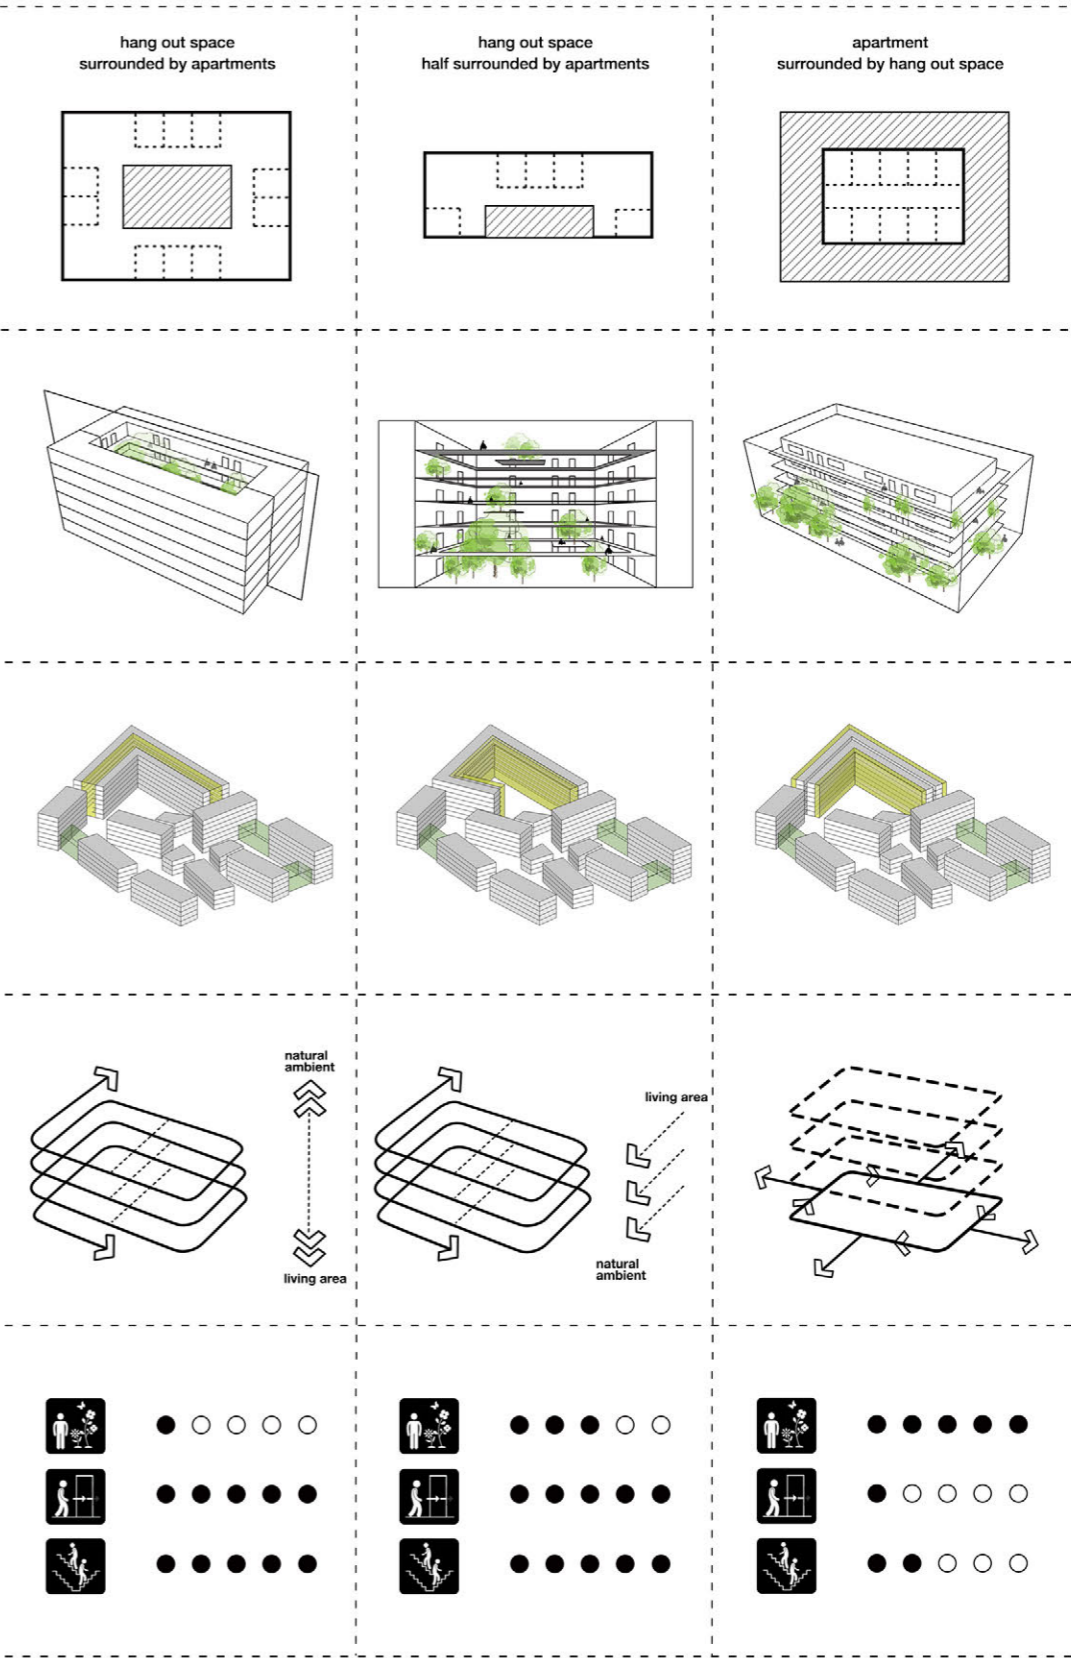 hang out space
surrounded by apartments
hang out space
half surrounded by apartments
apartment
surrounded by hang out space
natural
ambient
living area
living area
natural
ambient